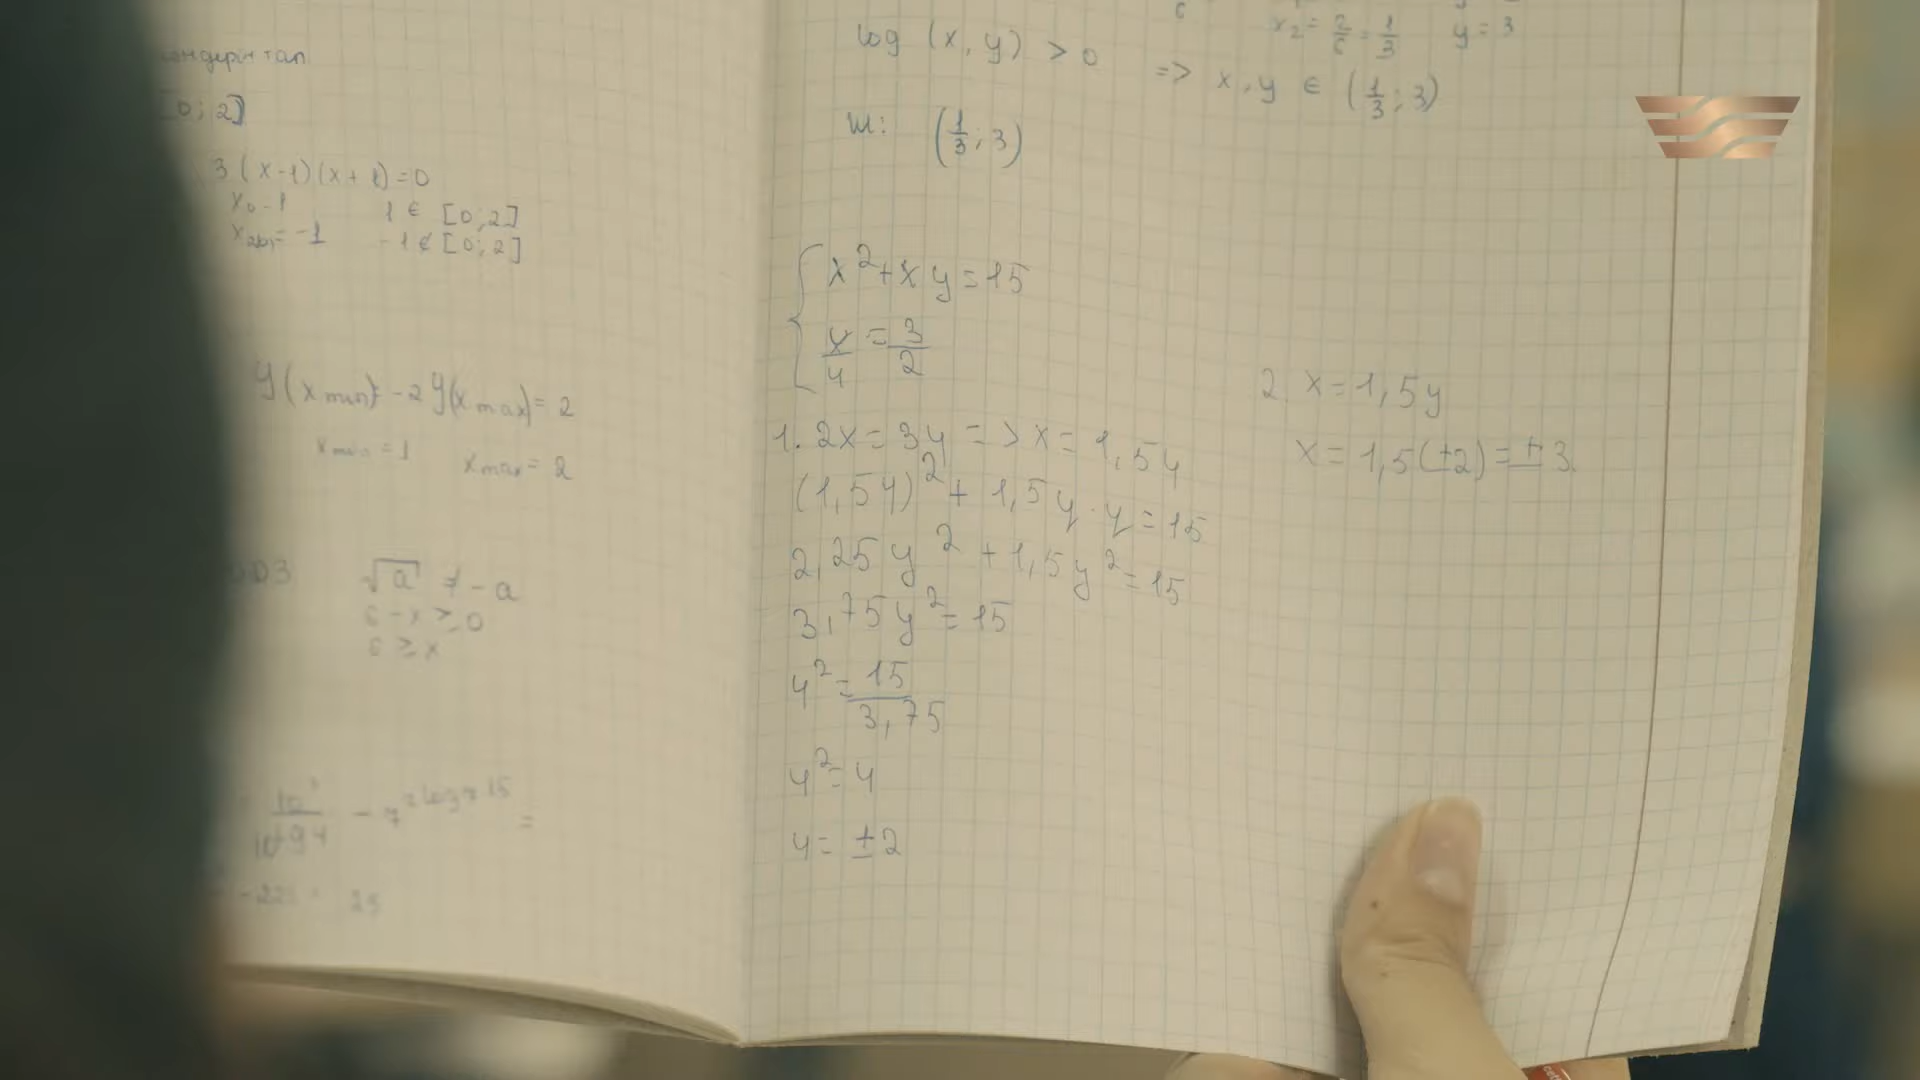 тап
[0; 2]
3(x-1)(x+1)=0
1 ∈ [0; 2]
-1 ∉ [0; 2]
y(x min) - 2y(x max) = 2
x min = 1 x max = 2
√a ≠ -a
6 - x ≥ 0
6 ≥ x
x₂ = 2/6 = 1/3 y = 3
log (x, y) > 0 => x, y ∈ (1/3; 3)
Ш: (1/3; 3)
{ x² + xy = 15
x/y = 3/2
1. 2x = 3y => x = 1,5y
(1,5y)² + 1,5y · y = 15
2,25y² + 1,5y² = 15
3,75y² = 15
y² = 15/3,75
y² = 4
y = ±2
2. x = 1,5y
x = 1,5(±2) = ±3